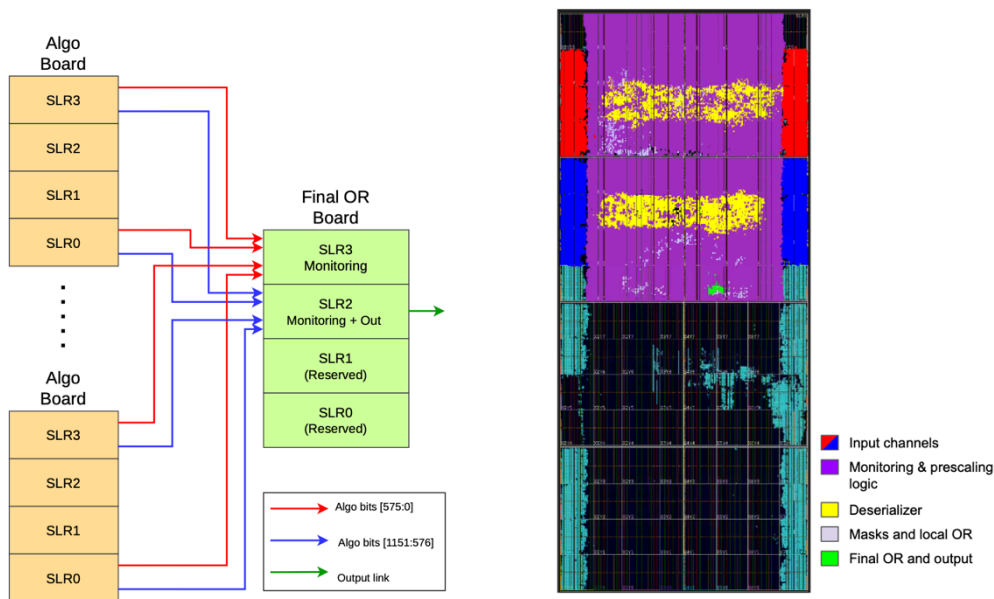 Algo
Board
SLR3
SLR2
SLR1
SLR0
Algo
Board
SLR3
SLR2
SLR1
SLR0
Final OR
Board
SLR3
Monitoring
SLR2
Monitoring + Out
SLR1
(Reserved)
SLR0
(Reserved)
Algo bits [575:0]
Algo bits [1151:576]
Output link
Input channels
Monitoring & prescaling
logic
Deserializer
Masks and local OR
Final OR and output